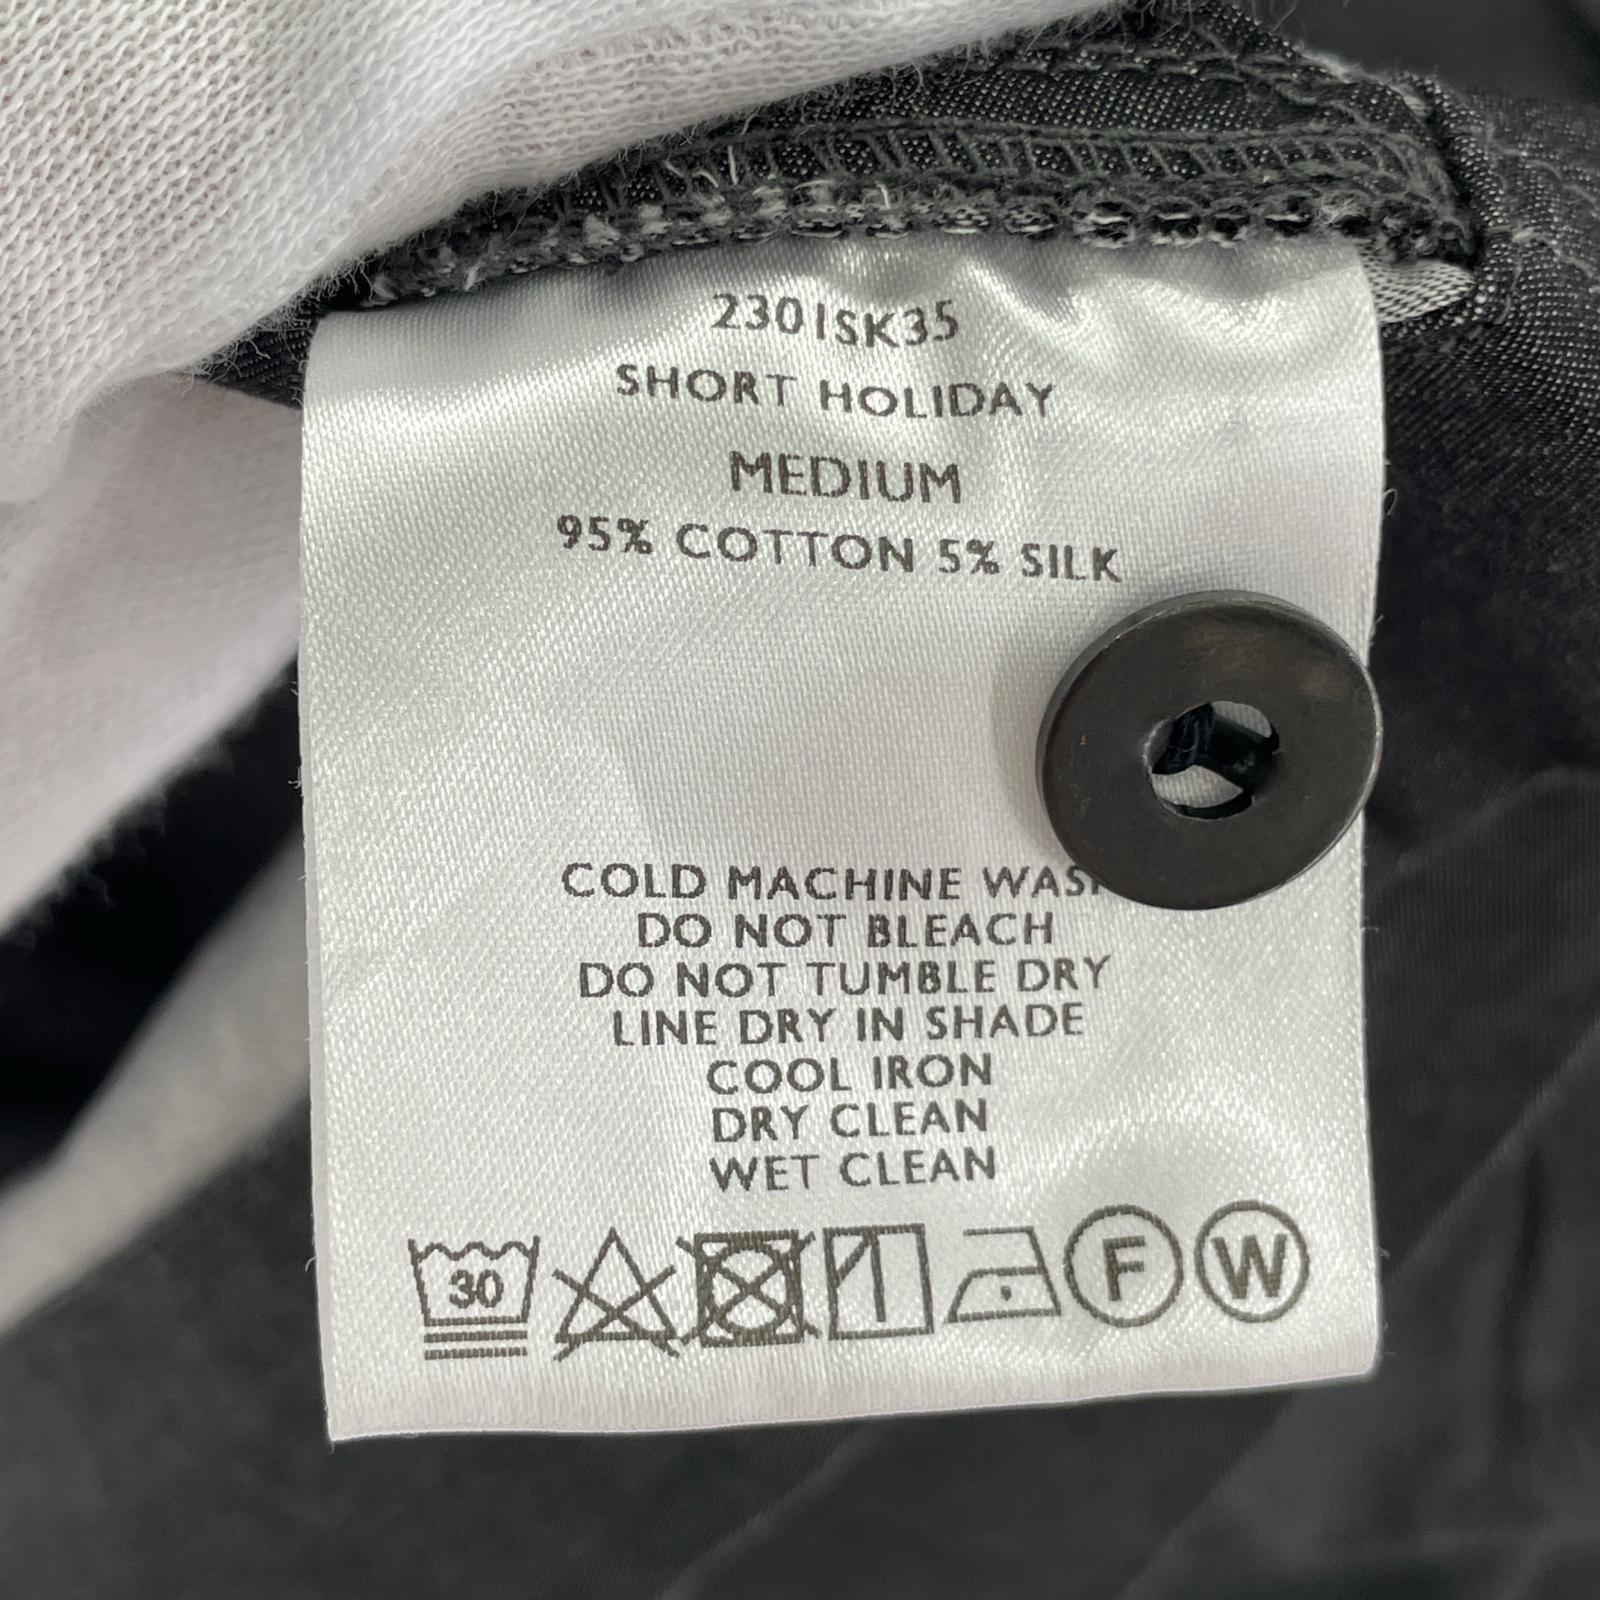 2301SK35
SHORT HOLIDAY
MEDIUM
95% COTTON 5% SILK
COLD MACHINE WASH
DO NOT BLEACH
DO NOT TUMBLE DRY
LINE DRY IN SHADE
COOL IRON
DRY CLEAN
WET CLEAN
30 F W